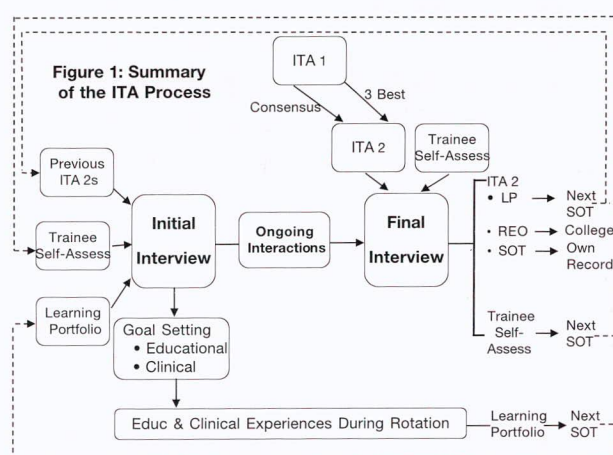 Figure 1: Summary
of the ITA Process
ITA 1
Consensus
3 Best
ITA 2
Trainee
Self-Assess
Previous
ITA 2s
Trainee
Self-Assess
Learning
Portfolio
Initial
Interview
Ongoing
Interactions
Final
Interview
ITA 2
• LP
Next
SOT
• REO
College
• SOT
Own
Record
Trainee
Self-
Assess
Next
SOT
Goal Setting
• Educational
• Clinical
Educ & Clinical Experiences During Rotation
Learning
Portfolio
Next
SOT